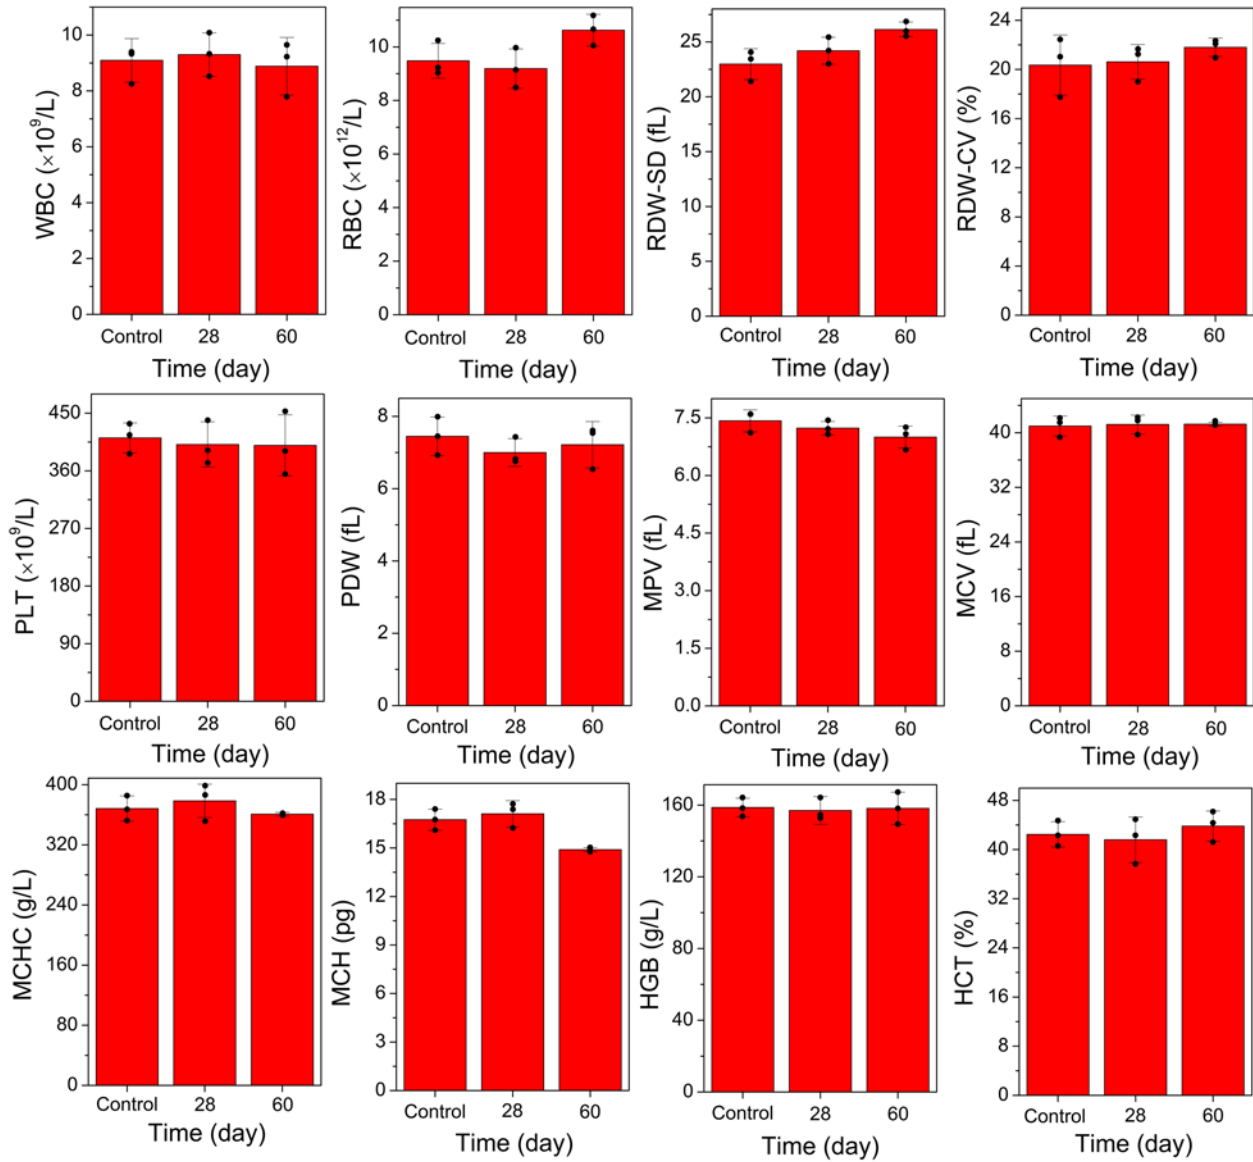 WBC (×10⁹/L)
10
8
6
4
2
0
Control 28 60
Time (day)
RBC (×10¹²/L)
10
8
6
4
2
0
Control 28 60
Time (day)
RDW-SD (fL)
25
20
15
10
5
0
Control 28 60
Time (day)
RDW-CV (%)
24
20
16
12
8
4
0
Control 28 60
Time (day)
PLT (×10⁹/L)
450
360
270
180
90
0
Control 28 60
Time (day)
PDW (fL)
8
6
4
2
0
Control 28 60
Time (day)
MPV (fL)
7.5
6.0
4.5
3.0
1.5
0.0
Control 28 60
Time (day)
MCV (fL)
40
32
24
16
8
0
Control 28 60
Time (day)
MCHC (g/L)
400
320
240
160
80
0
Control 28 60
Time (day)
MCH (pg)
18
15
12
9
6
3
0
Control 28 60
Time (day)
HGB (g/L)
160
120
80
40
0
Control 28 60
Time (day)
HCT (%)
48
40
32
24
16
8
0
Control 28 60
Time (day)